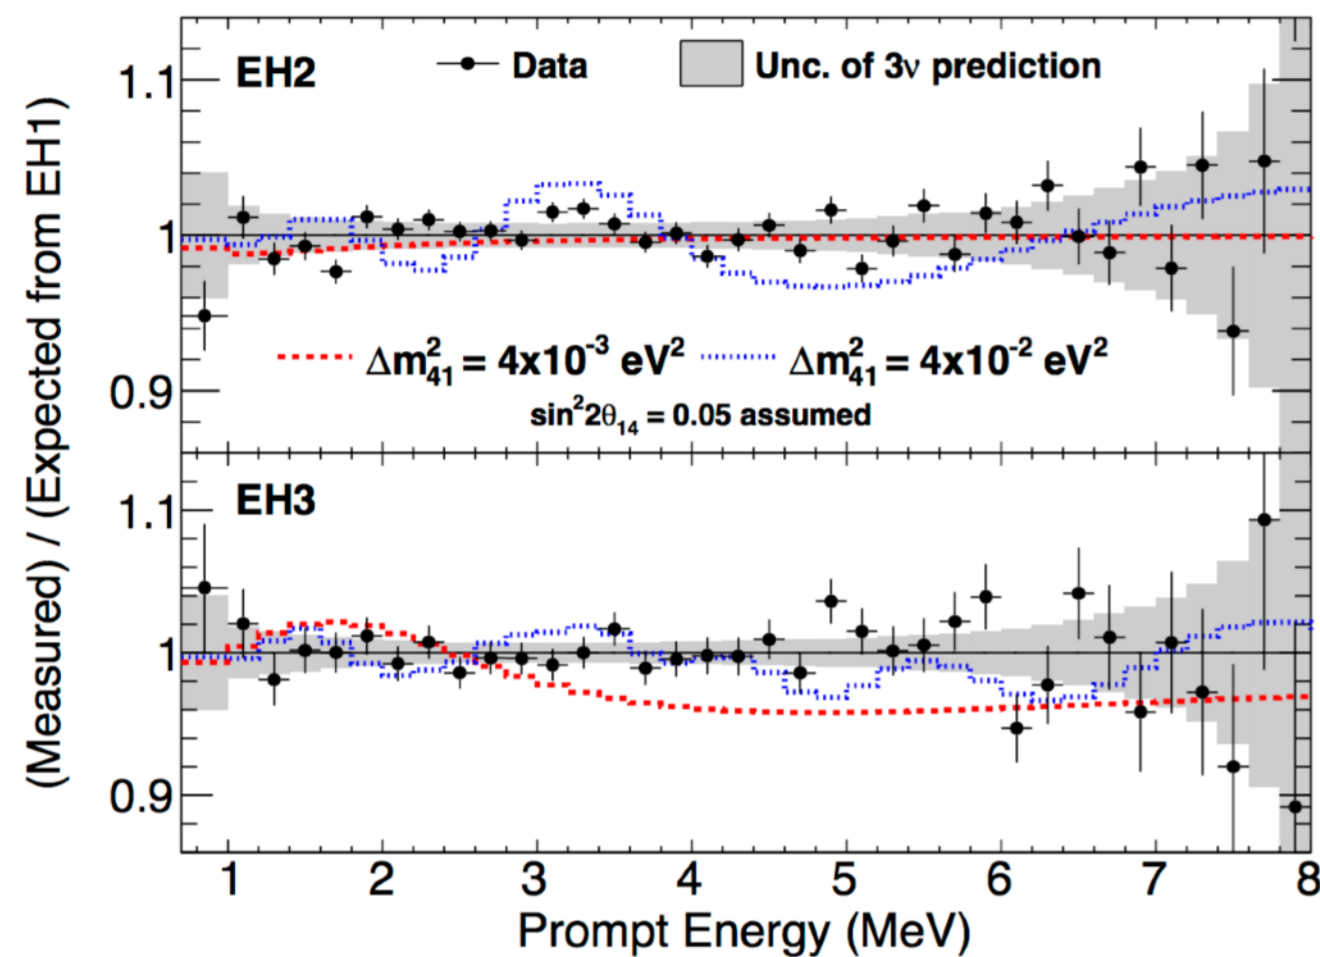 (Measured) / (Expected from EH1)
EH2
Data
Unc. of 3ν prediction
1.1
1
0.9
Δm²₄₁ = 4x10⁻³ eV²
Δm²₄₁ = 4x10⁻² eV²
sin²2θ₁₄ = 0.05 assumed
EH3
1.1
1
0.9
1 2 3 4 5 6 7 8
Prompt Energy (MeV)